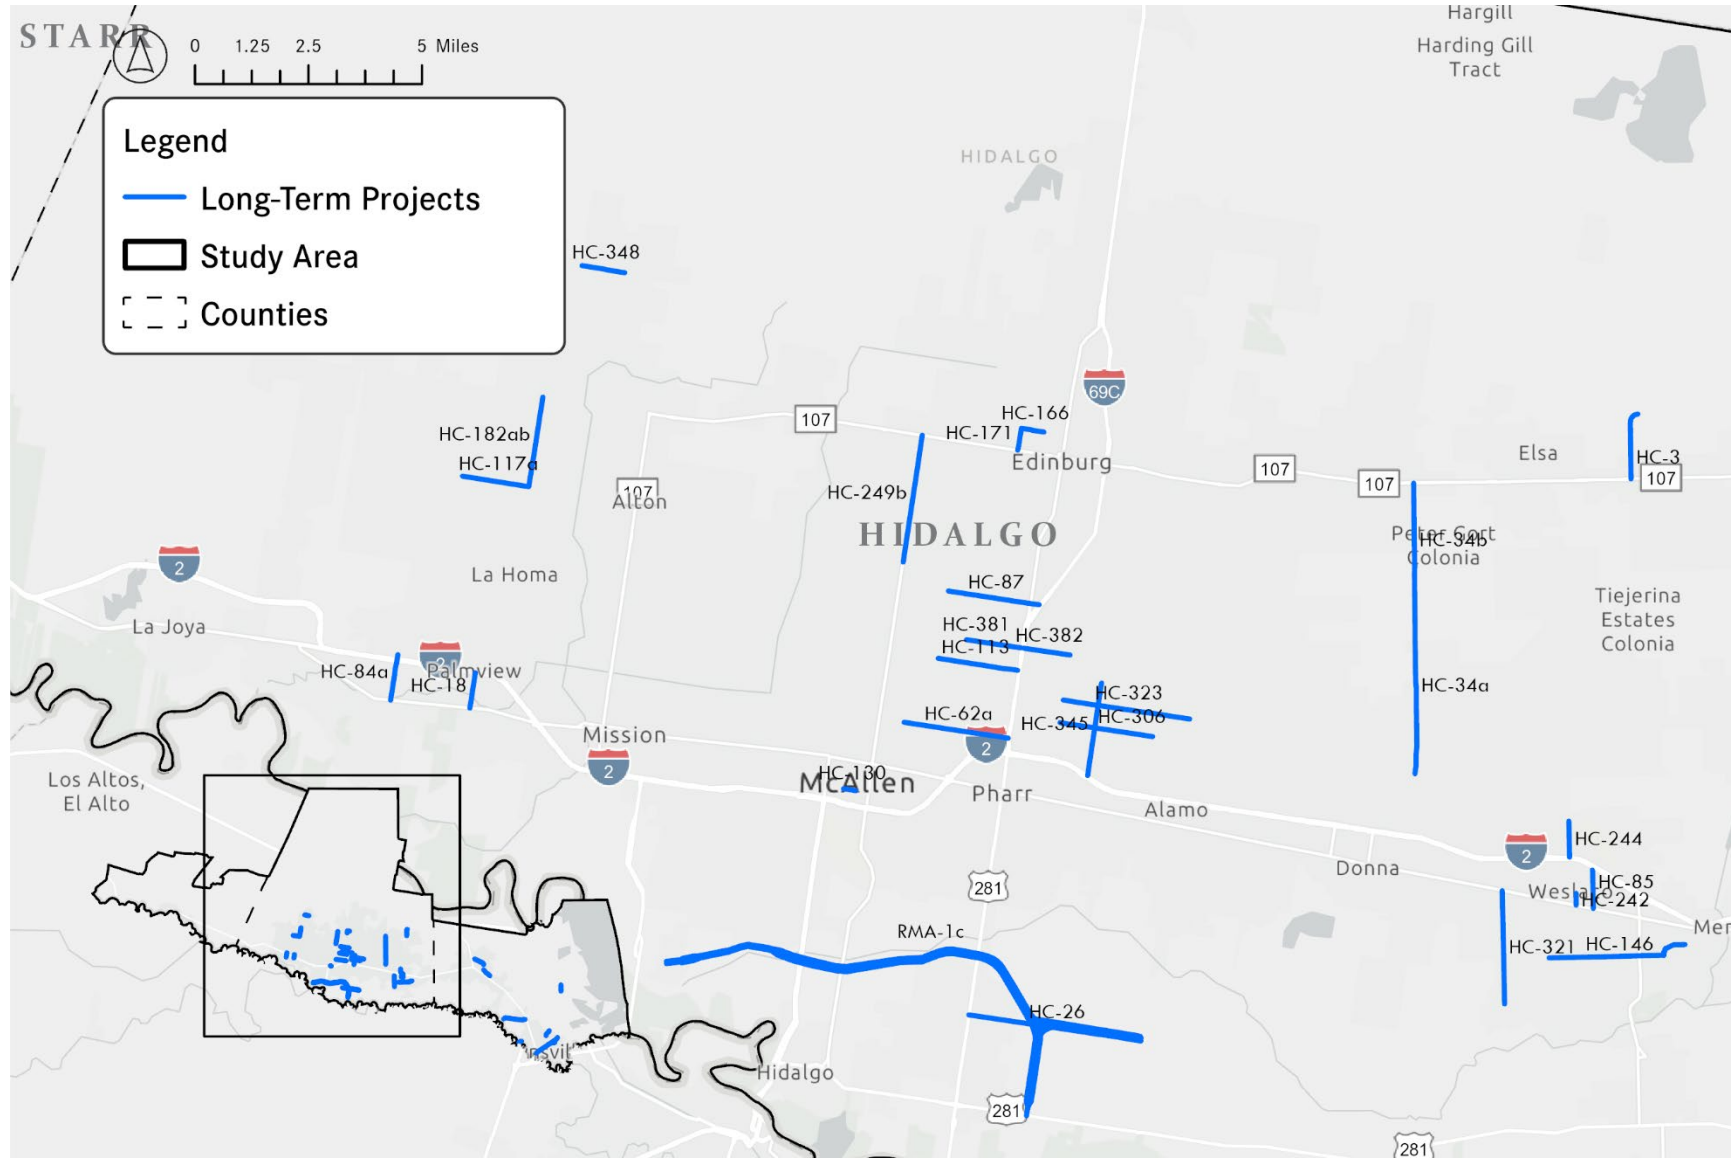 STARR
0 1.25 2.5 5 Miles
Hargill
Harding Gill
Tract
Legend
Long-Term Projects
Study Area
Counties
HIDALGO
HC-348
69C
107
HC-166
HC-171
Edinburg
HC-182ab
HC-117a
107
Alton
HC-249b
HIDALGO
107
107
Elsa
HC-3
107
HC-34b
Colonia
2
La Homa
La Joya
HC-87
Tiejerina
Estates
Colonia
HC-381
HC-382
HC-113
2
Palmview
HC-84a
HC-18
HC-34a
HC-323
HC-62a
HC-345
HC-306
2
Mission
2
HC-130
McAllen
Pharr
Alamo
Los Altos,
El Alto
HC-244
2
Donna
281
HC-85
Weslaco
HC-242
Mer
RMA-1c
HC-321
HC-146
HC-26
nsvil
Hidalgo
281
281